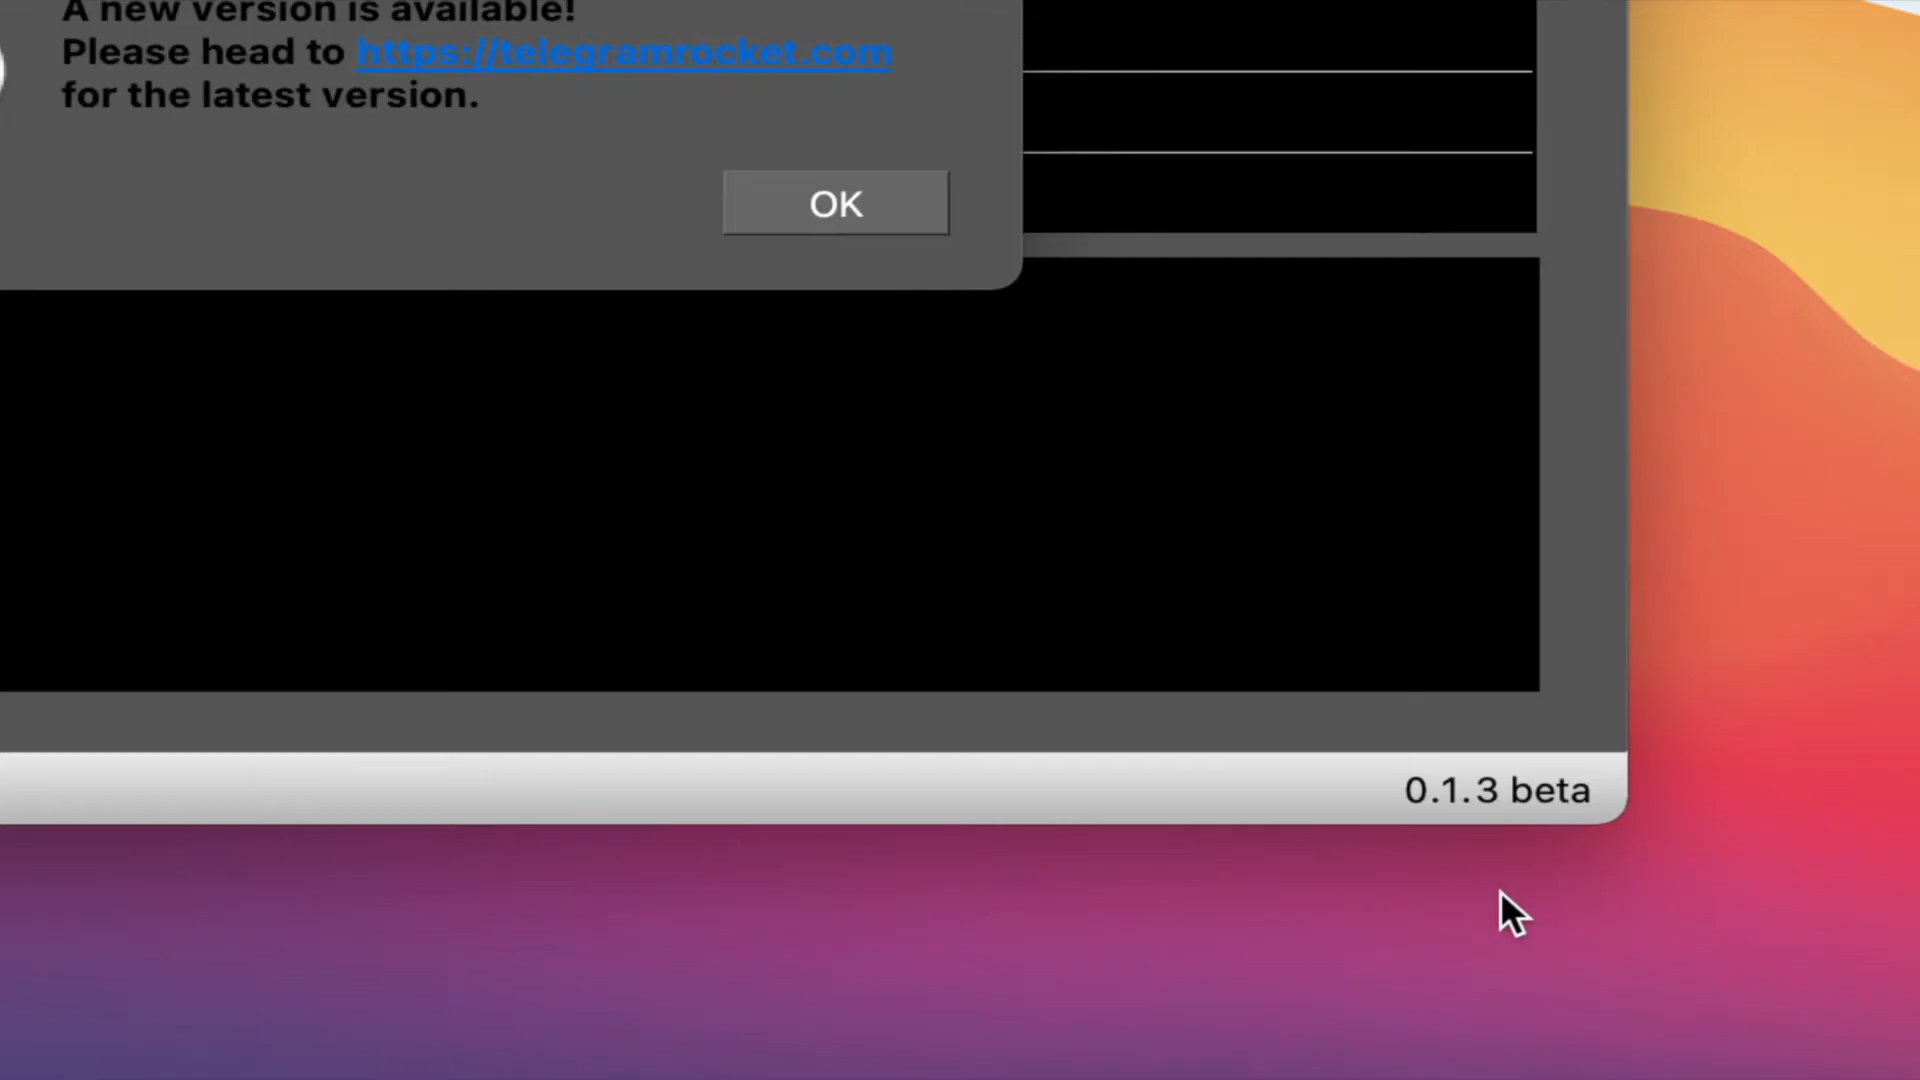 A new version is available!
Please head to https://telegramrocket.com
for the latest version.
OK
0.1.3 beta